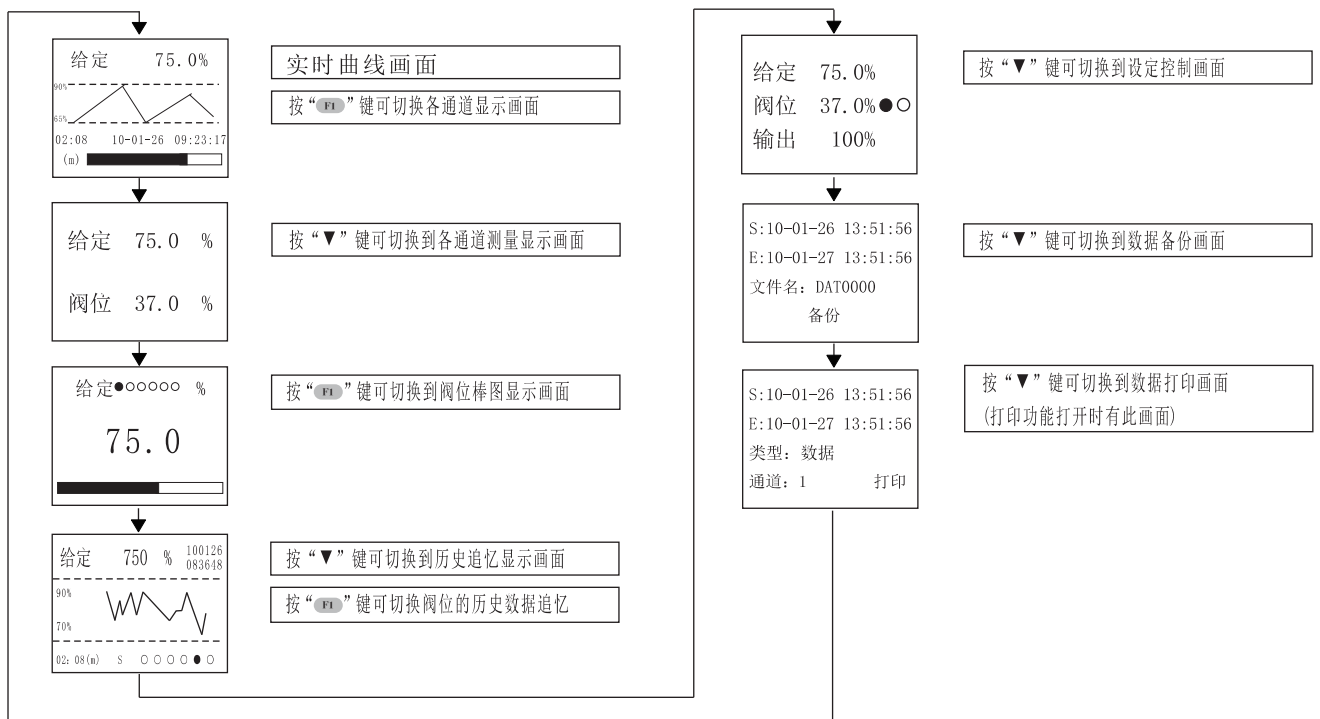 给定 75.0%
90%
65%
02:08 10-01-26 09:23:17
(m)
实时曲线画面
按“F1”键可切换各通道显示画面
给定 75.0 %
阀位 37.0 %
按“▼”键可切换到各通道测量显示画面
给定●○○○○○ %
75.0
按“F1”键可切换到阀位棒图显示画面
给定 750 % 100126
083648
90%
70%
02:08(m) S ○○○○●○
按“▼”键可切换到历史追忆显示画面
按“F1”键可切换阀位的历史数据追忆
给定 75.0%
阀位 37.0%●○
输出 100%
按“▼”键可切换到设定控制画面
S:10-01-26 13:51:56
E:10-01-27 13:51:56
文件名：DAT0000
备份
按“▼”键可切换到数据备份画面
S:10-01-26 13:51:56
E:10-01-27 13:51:56
类型：数据
通道：1 打印
按“▼”键可切换到数据打印画面
(打印功能打开时有此画面)